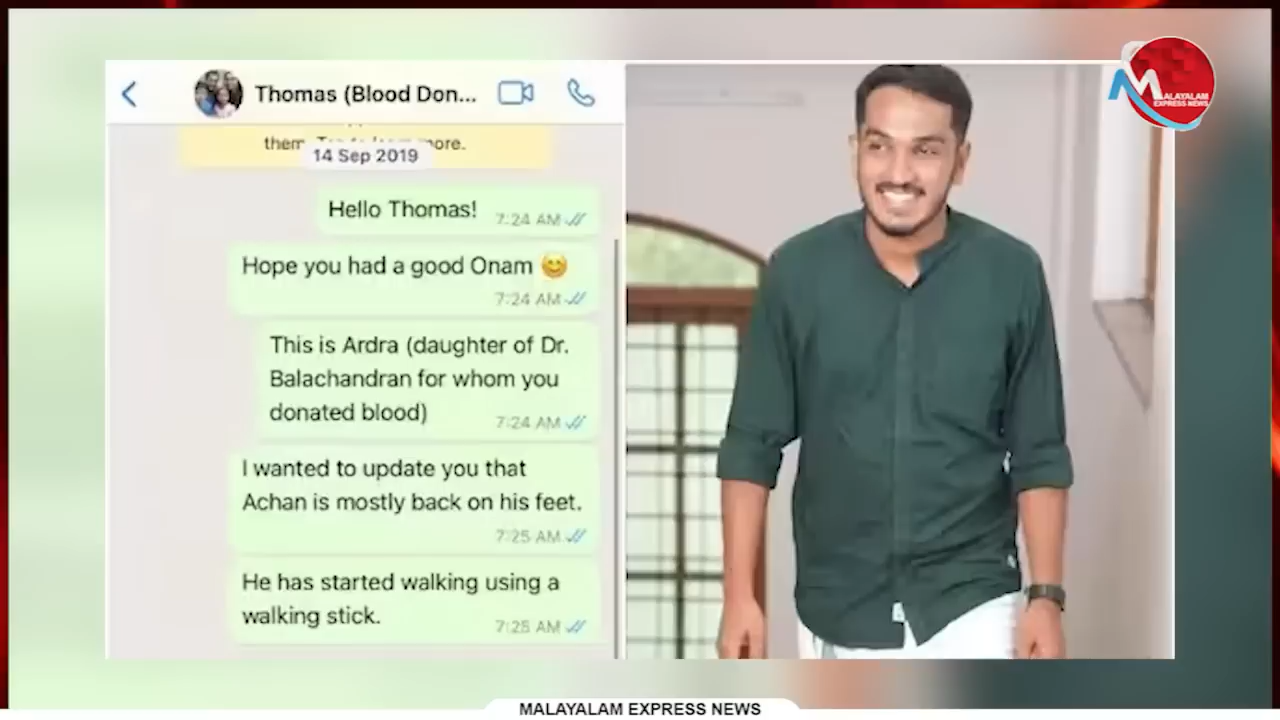 Thomas (Blood Don...
14 Sep 2019
Hello Thomas!
7:24 AM
Hope you had a good Onam 😊
7:24 AM
This is Ardra (daughter of Dr.
Balachandran for whom you
donated blood)
7:24 AM
I wanted to update you that
Achan is mostly back on his feet.
7:25 AM
He has started walking using a
walking stick.
7:25 AM
MALAYALAM
EXPRESS NEWS
MALAYALAM EXPRESS NEWS